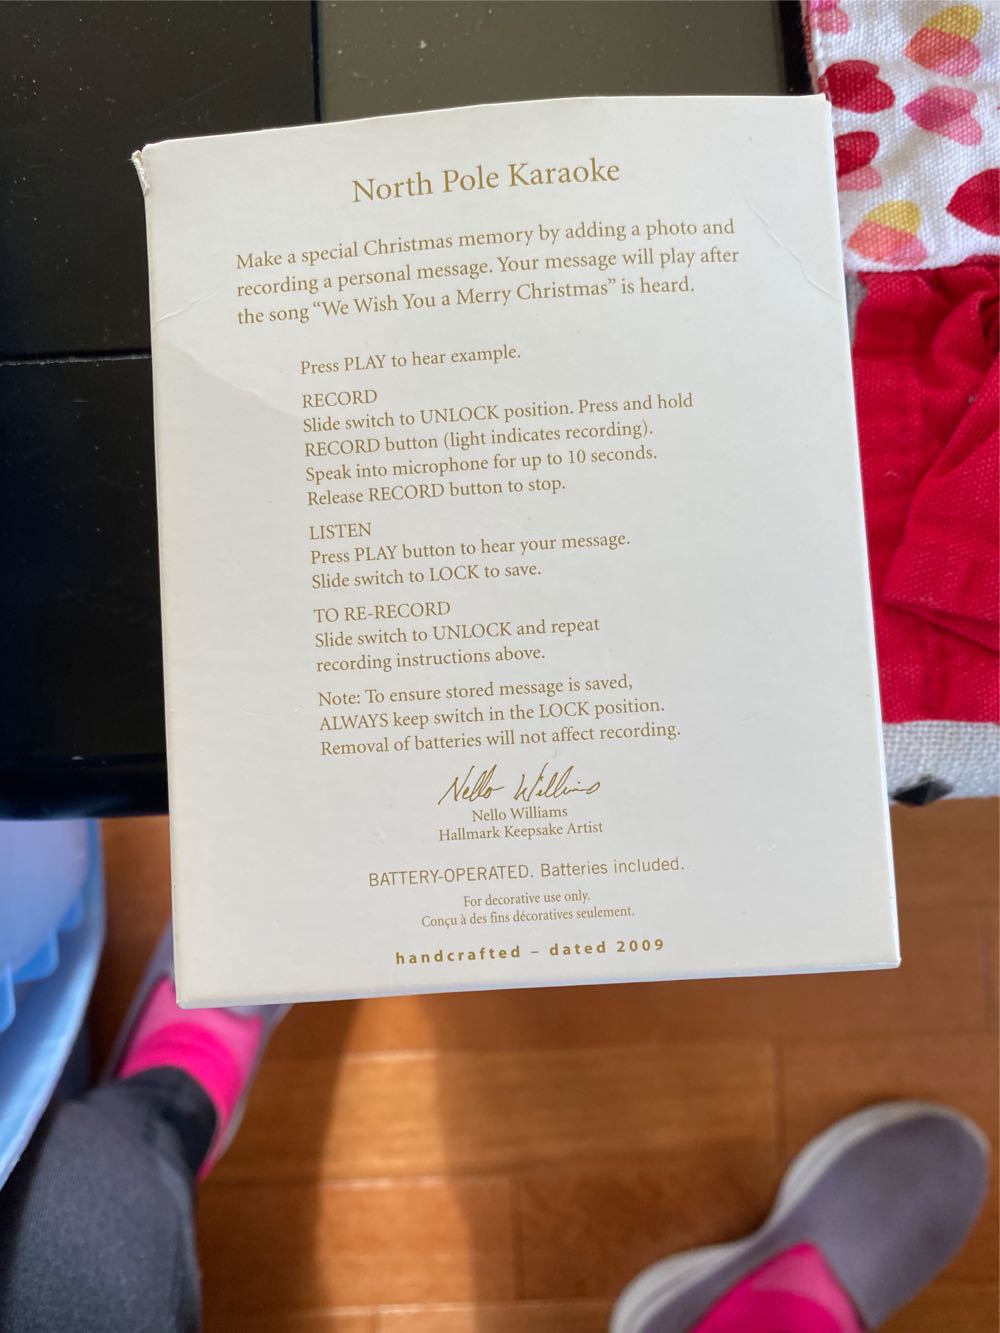 North Pole Karaoke
Make a special Christmas memory by adding a photo and
recording a personal message. Your message will play after
the song “We Wish You a Merry Christmas” is heard.
Press PLAY to hear example.
RECORD
Slide switch to UNLOCK position. Press and hold
RECORD button (light indicates recording).
Speak into microphone for up to 10 seconds.
Release RECORD button to stop.
LISTEN
Press PLAY button to hear your message.
Slide switch to LOCK to save.
TO RE-RECORD
Slide switch to UNLOCK and repeat
recording instructions above.
Note: To ensure stored message is saved,
ALWAYS keep switch in the LOCK position.
Removal of batteries will not affect recording.
Nello Williams
Nello Williams
Hallmark Keepsake Artist
BATTERY-OPERATED. Batteries included.
For decorative use only.
Conçu à des fins décoratives seulement.
handcrafted – dated 2009